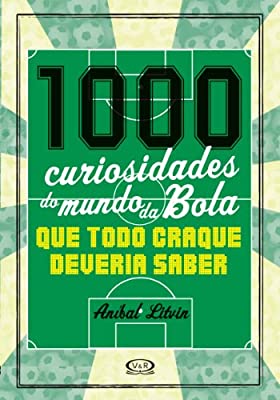 1000
curiosidades
do mundo da Bola
QUE TODO CRAQUE
DEVERIA SABER
Aníbal Litvin
V&R